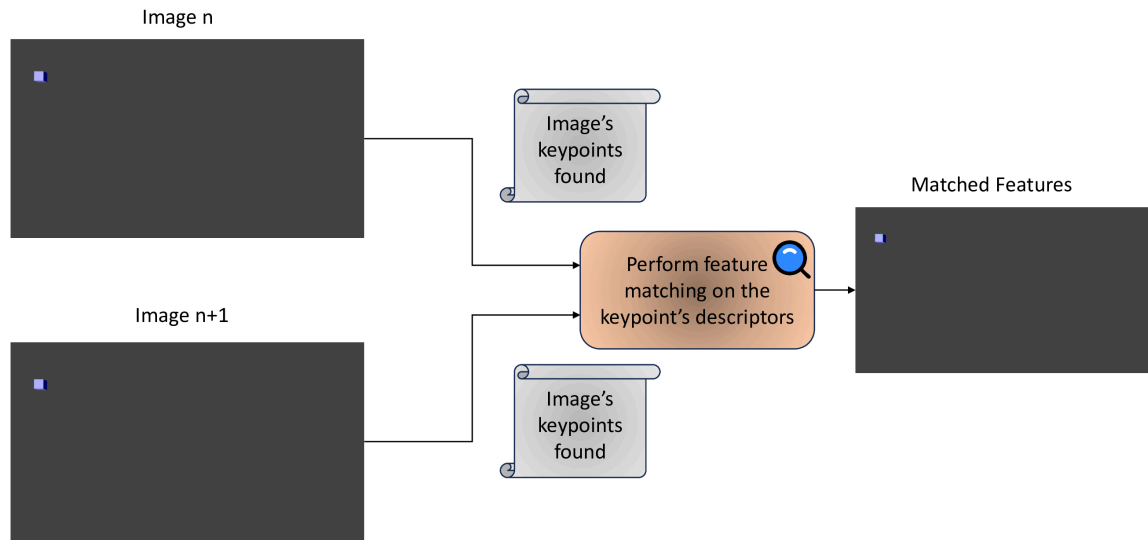 Image n
Image's
keypoints
found
Matched Features
Perform feature
matching on the
keypoint’s descriptors
Image n+1
Image’s
keypoints
found